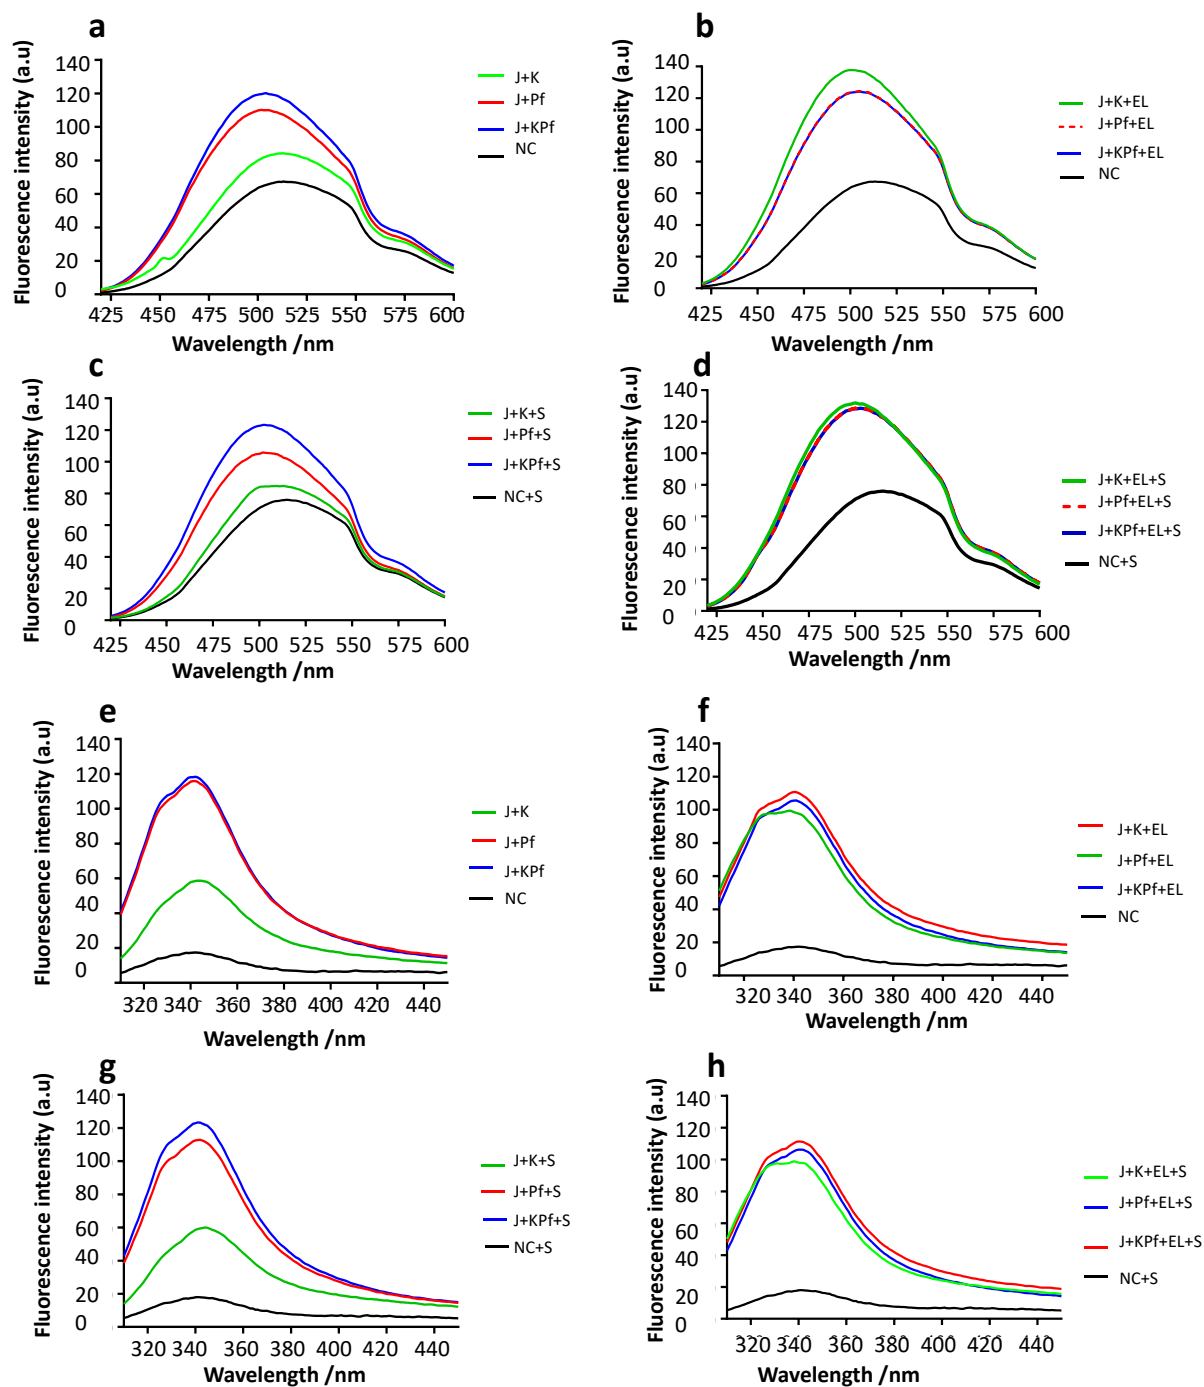 a
Fluorescence intensity (a.u)
140
120
100
80
60
40
20
0
425 450 475 500 525 550 575 600
Wavelength /nm
J+K
J+Pf
J+KPf
NC
b
Fluorescence intensity (a.u)
140
120
100
80
60
40
20
0
425 450 475 500 525 550 575 600
Wavelength /nm
J+K+EL
J+Pf+EL
J+KPf+EL
NC
c
Fluorescence intensity (a.u)
140
120
100
80
60
40
20
0
425 450 475 500 525 550 575 600
Wavelength /nm
J+K+S
J+Pf+S
J+KPf+S
NC+S
d
Fluorescence intensity (a.u)
140
120
100
80
60
40
20
0
425 450 475 500 525 550 575 600
Wavelength /nm
J+K+EL+S
J+Pf+EL+S
J+KPf+EL+S
NC+S
e
Fluorescence intensity (a.u)
140
120
100
80
60
40
20
0
320 340 360 380 400 420 440
Wavelength /nm
J+K
J+Pf
J+KPf
NC
f
Fluorescence intensity (a.u)
140
120
100
80
60
40
20
0
320 340 360 380 400 420 440
Wavelength /nm
J+K+EL
J+Pf+EL
J+KPf+EL
NC
g
Fluorescence intensity (a.u)
140
120
100
80
60
40
20
0
320 340 360 380 400 420 440
Wavelength /nm
J+K+S
J+Pf+S
J+KPf+S
NC+S
h
Fluorescence intensity (a.u)
140
120
100
80
60
40
20
0
320 340 360 380 400 420 440
Wavelength /nm
J+K+EL+S
J+Pf+EL+S
J+KPf+EL+S
NC+S